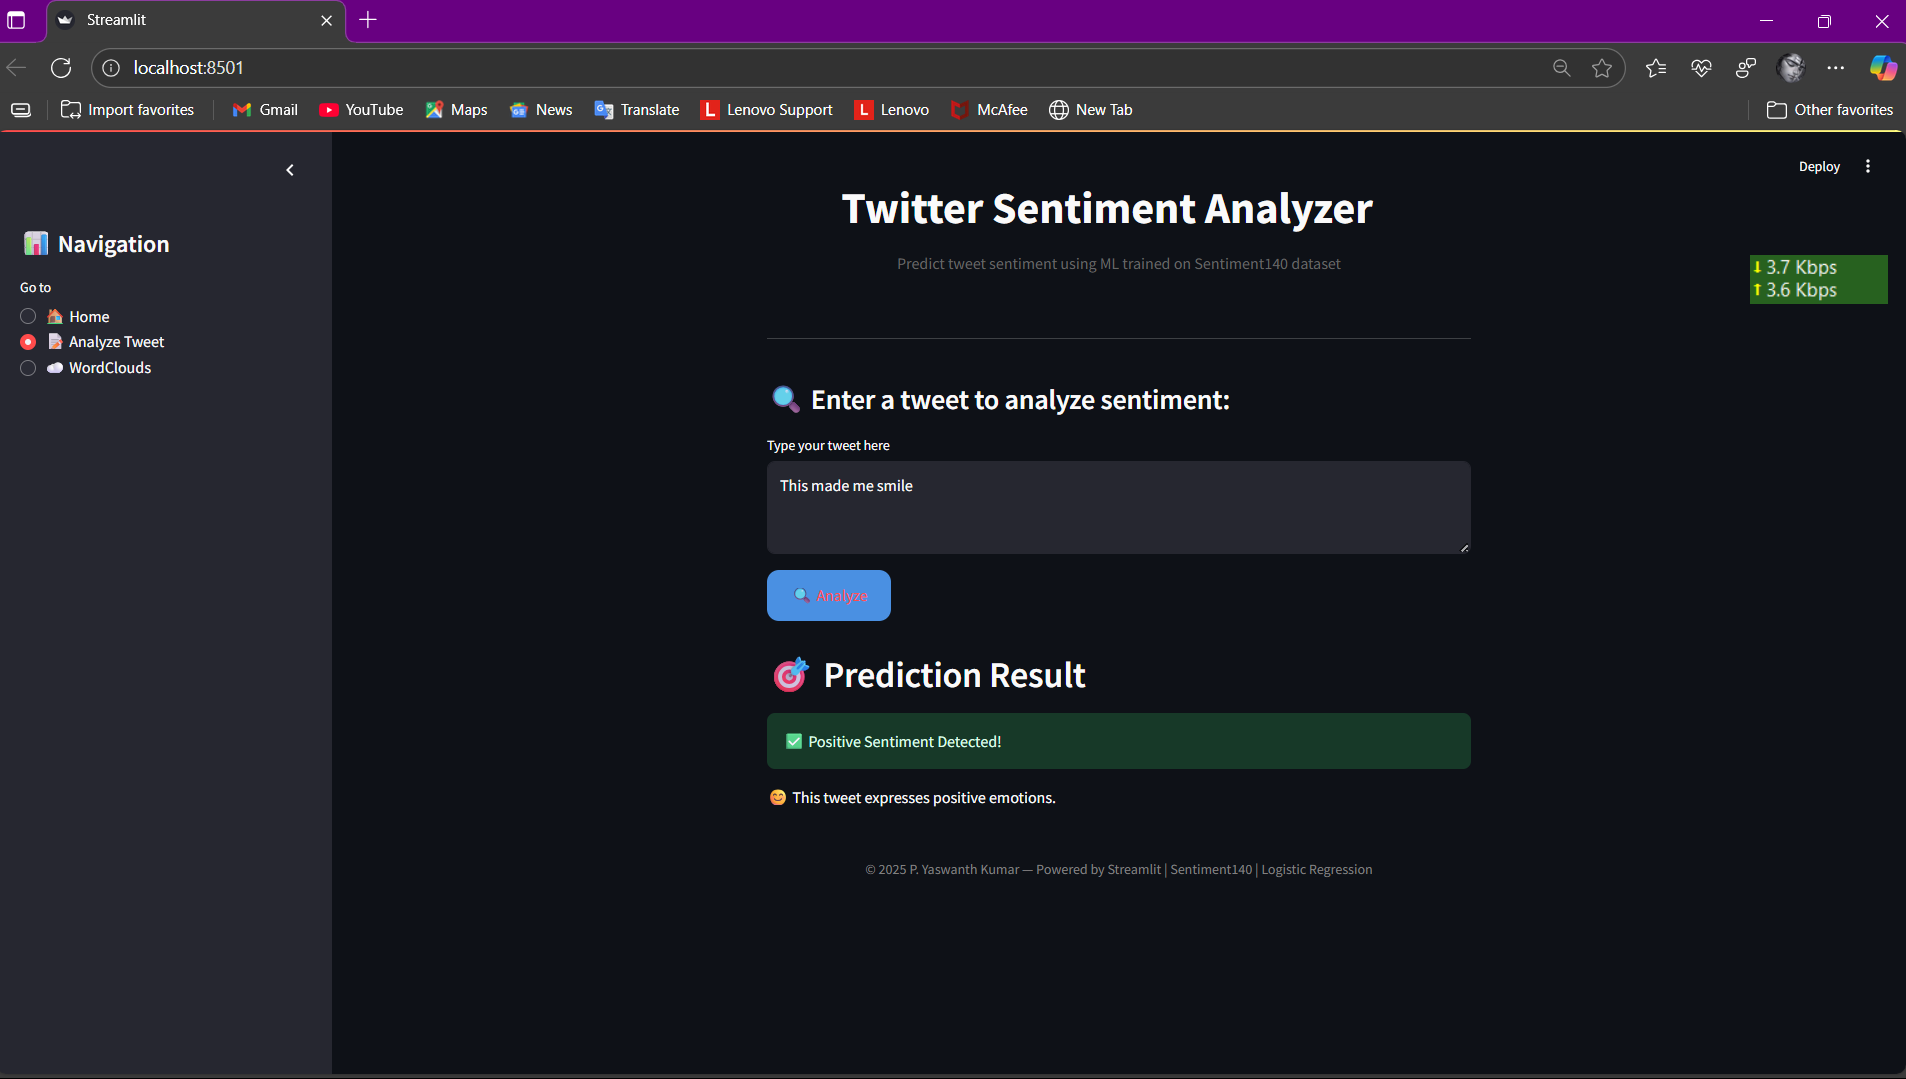 Streamlit
localhost:8501
Import favorites
Gmail
YouTube
Maps
News
Translate
L Lenovo Support
L Lenovo
McAfee
New Tab
Other favorites
Deploy
Navigation
Go to
Home
Analyze Tweet
WordClouds
Twitter Sentiment Analyzer
Predict tweet sentiment using ML trained on Sentiment140 dataset
3.7 Kbps
3.6 Kbps
Enter a tweet to analyze sentiment:
Type your tweet here
This made me smile
Analyze
Prediction Result
Positive Sentiment Detected!
This tweet expresses positive emotions.
© 2025 P. Yaswanth Kumar — Powered by Streamlit | Sentiment140 | Logistic Regression